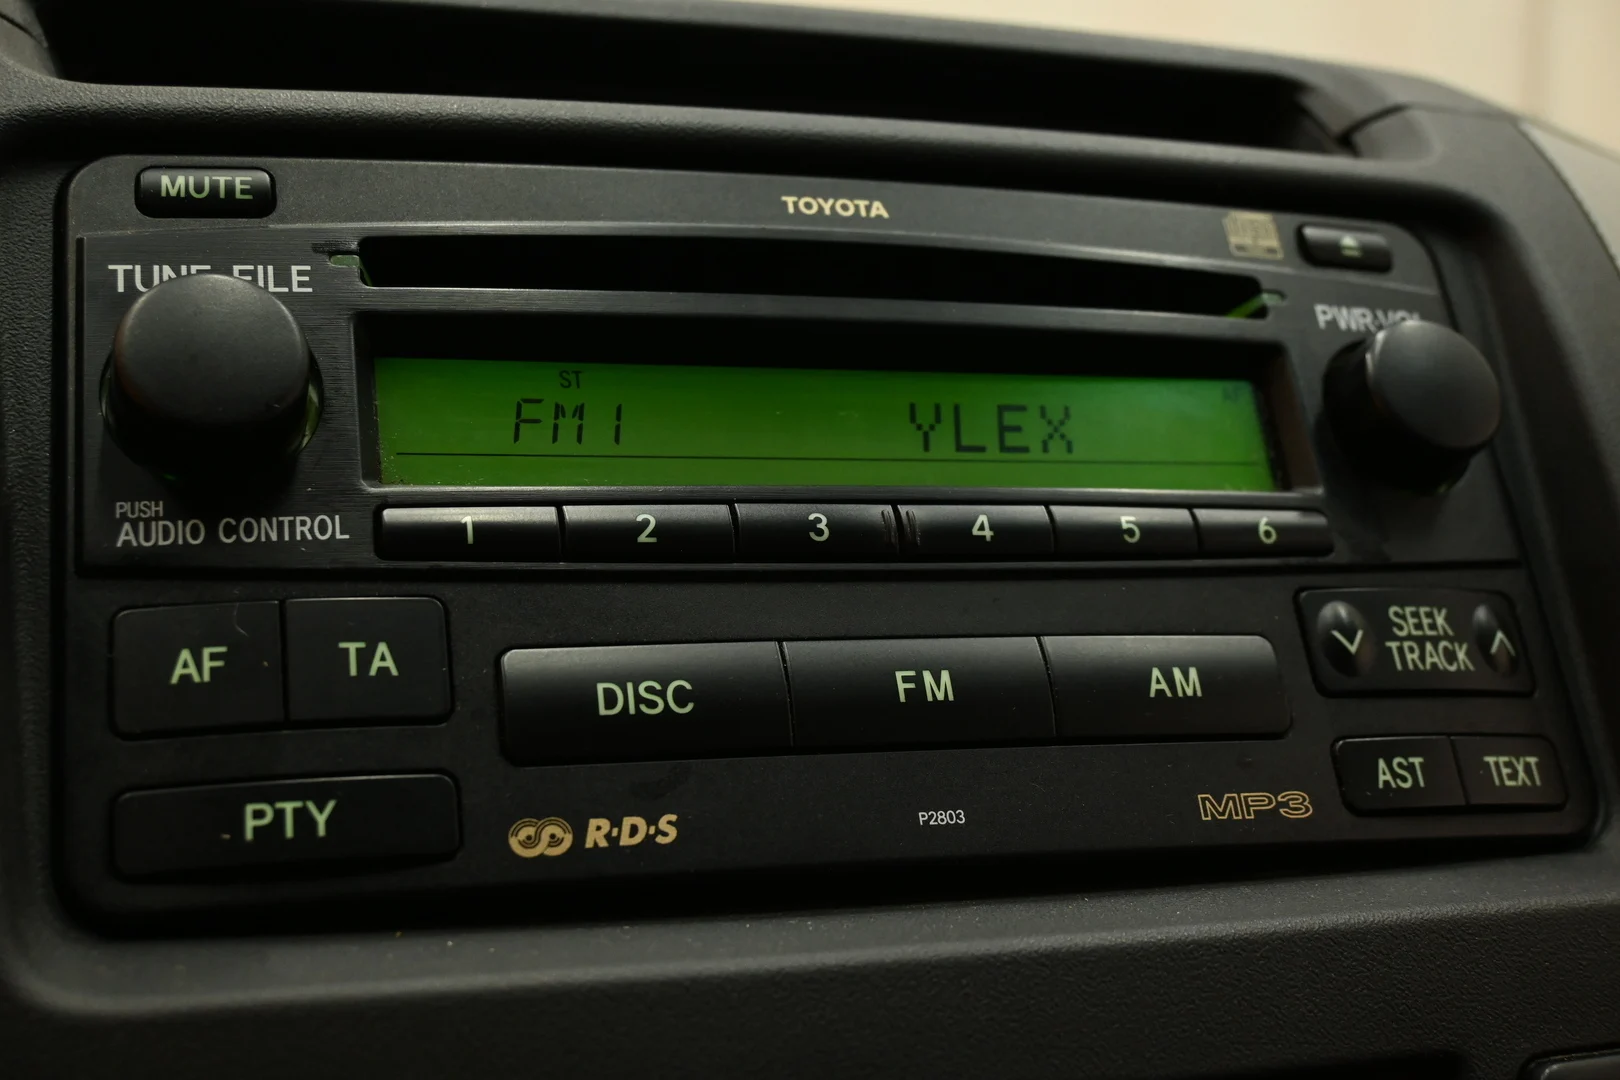 MUTE
TOYOTA
TUNE FILE
PWR·VOL
ST
AF
FM1 YLEX
PUSH
AUDIO CONTROL
1 2 3 4 5 6
AF TA
DISC FM AM
SEEK
TRACK
AST TEXT
PTY
R·D·S
P2803
MP3